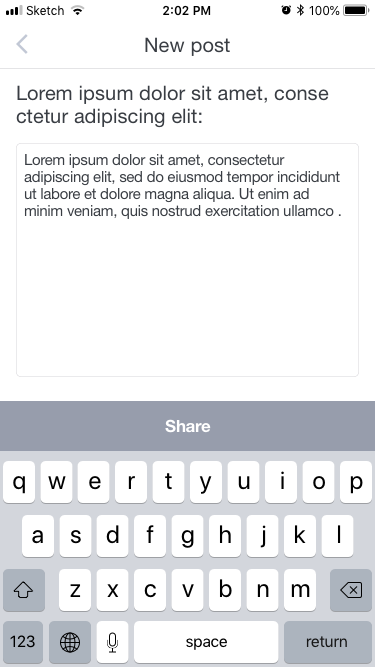 Sketch 2:02 PM 100%
New post
Lorem ipsum dolor sit amet, conse
ctetur adipiscing elit:
Lorem ipsum dolor sit amet, consectetur
adipiscing elit, sed do eiusmod tempor incididunt
ut labore et dolore magna aliqua. Ut enim ad
minim veniam, quis nostrud exercitation ullamco .
Share
q w e r t y u i o p
a s d f g h j k l
z x c v b n m
123 space return